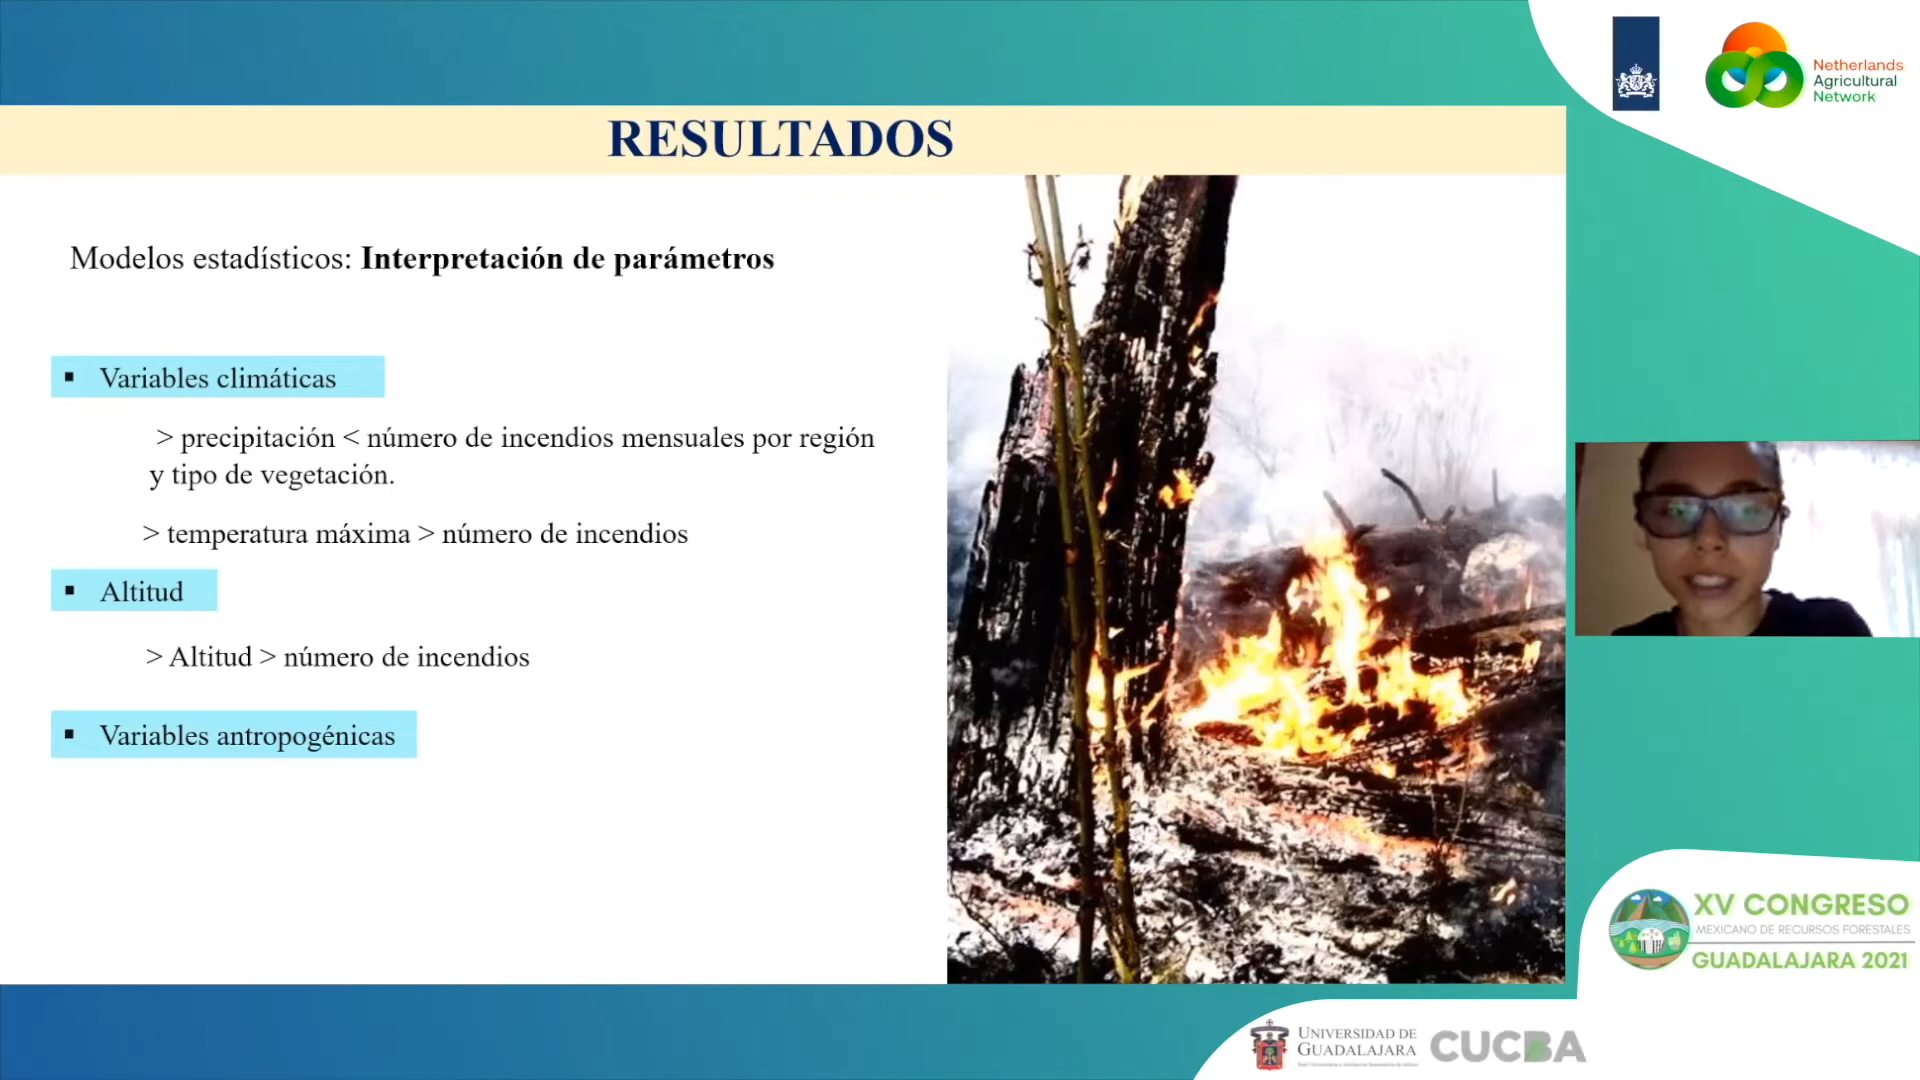 Netherlands
Agricultural
Network
RESULTADOS
Modelos estadísticos: Interpretación de parámetros
▪ Variables climáticas
> precipitación < número de incendios mensuales por región
y tipo de vegetación.
> temperatura máxima > número de incendios
▪ Altitud
> Altitud > número de incendios
▪ Variables antropogénicas
XV CONGRESO
MEXICANO DE RECURSOS FORESTALES
GUADALAJARA 2021
UNIVERSIDAD DE
GUADALAJARA
CUCBA